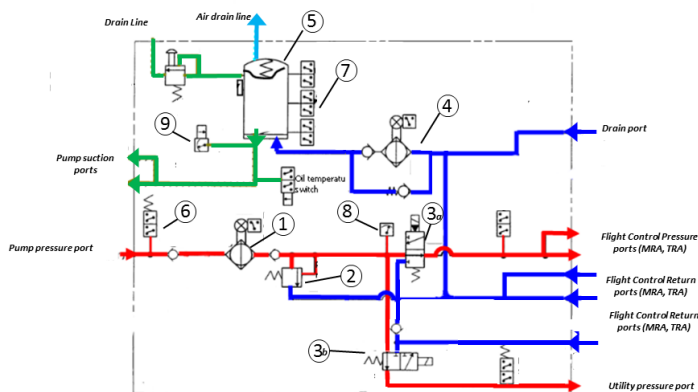 Drain Line
Air drain line
5
7
9
4
Drain port
Pump suction
ports
Oil temperatu
switch
6
1
8
3a
Pump pressure port
2
Flight Control Pressure
ports (MRA, TRA)
Flight Control Return
ports (MRA, TRA)
Flight Control Return
ports (MRA, TRA)
3b
Utility pressure port